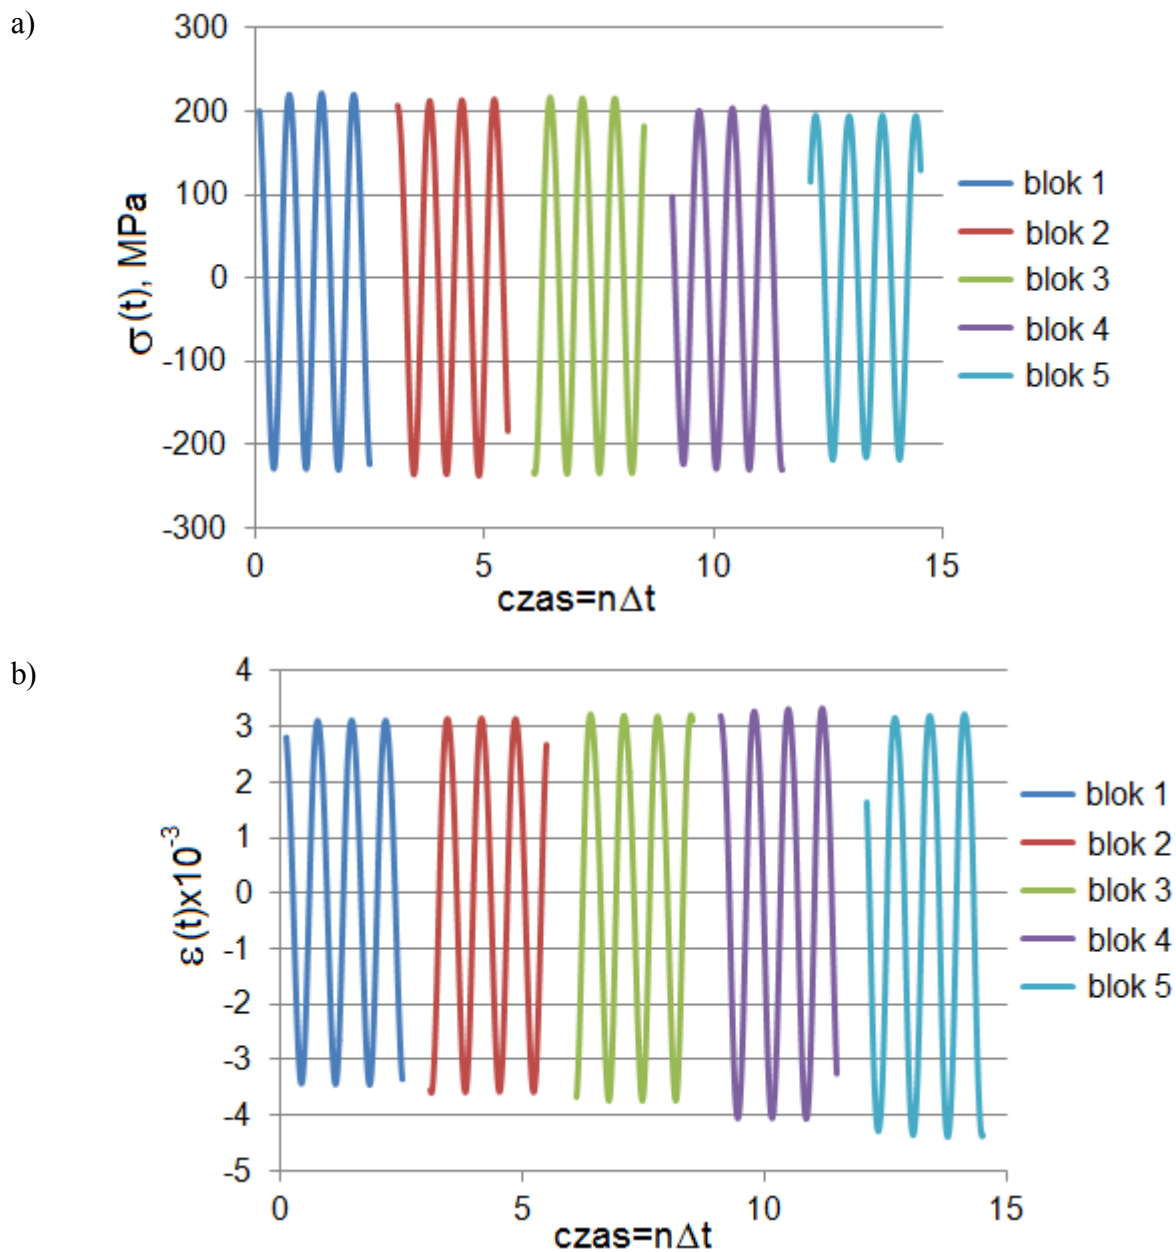 a)
300
200
100
0
-100
-200
-300
σ(t), MPa
0 5 10 15
czas=nΔt
blok 1
blok 2
blok 3
blok 4
blok 5
b)
4
3
2
1
0
-1
-2
-3
-4
-5
ε(t)x10⁻³
0 5 10 15
czas=nΔt
blok 1
blok 2
blok 3
blok 4
blok 5